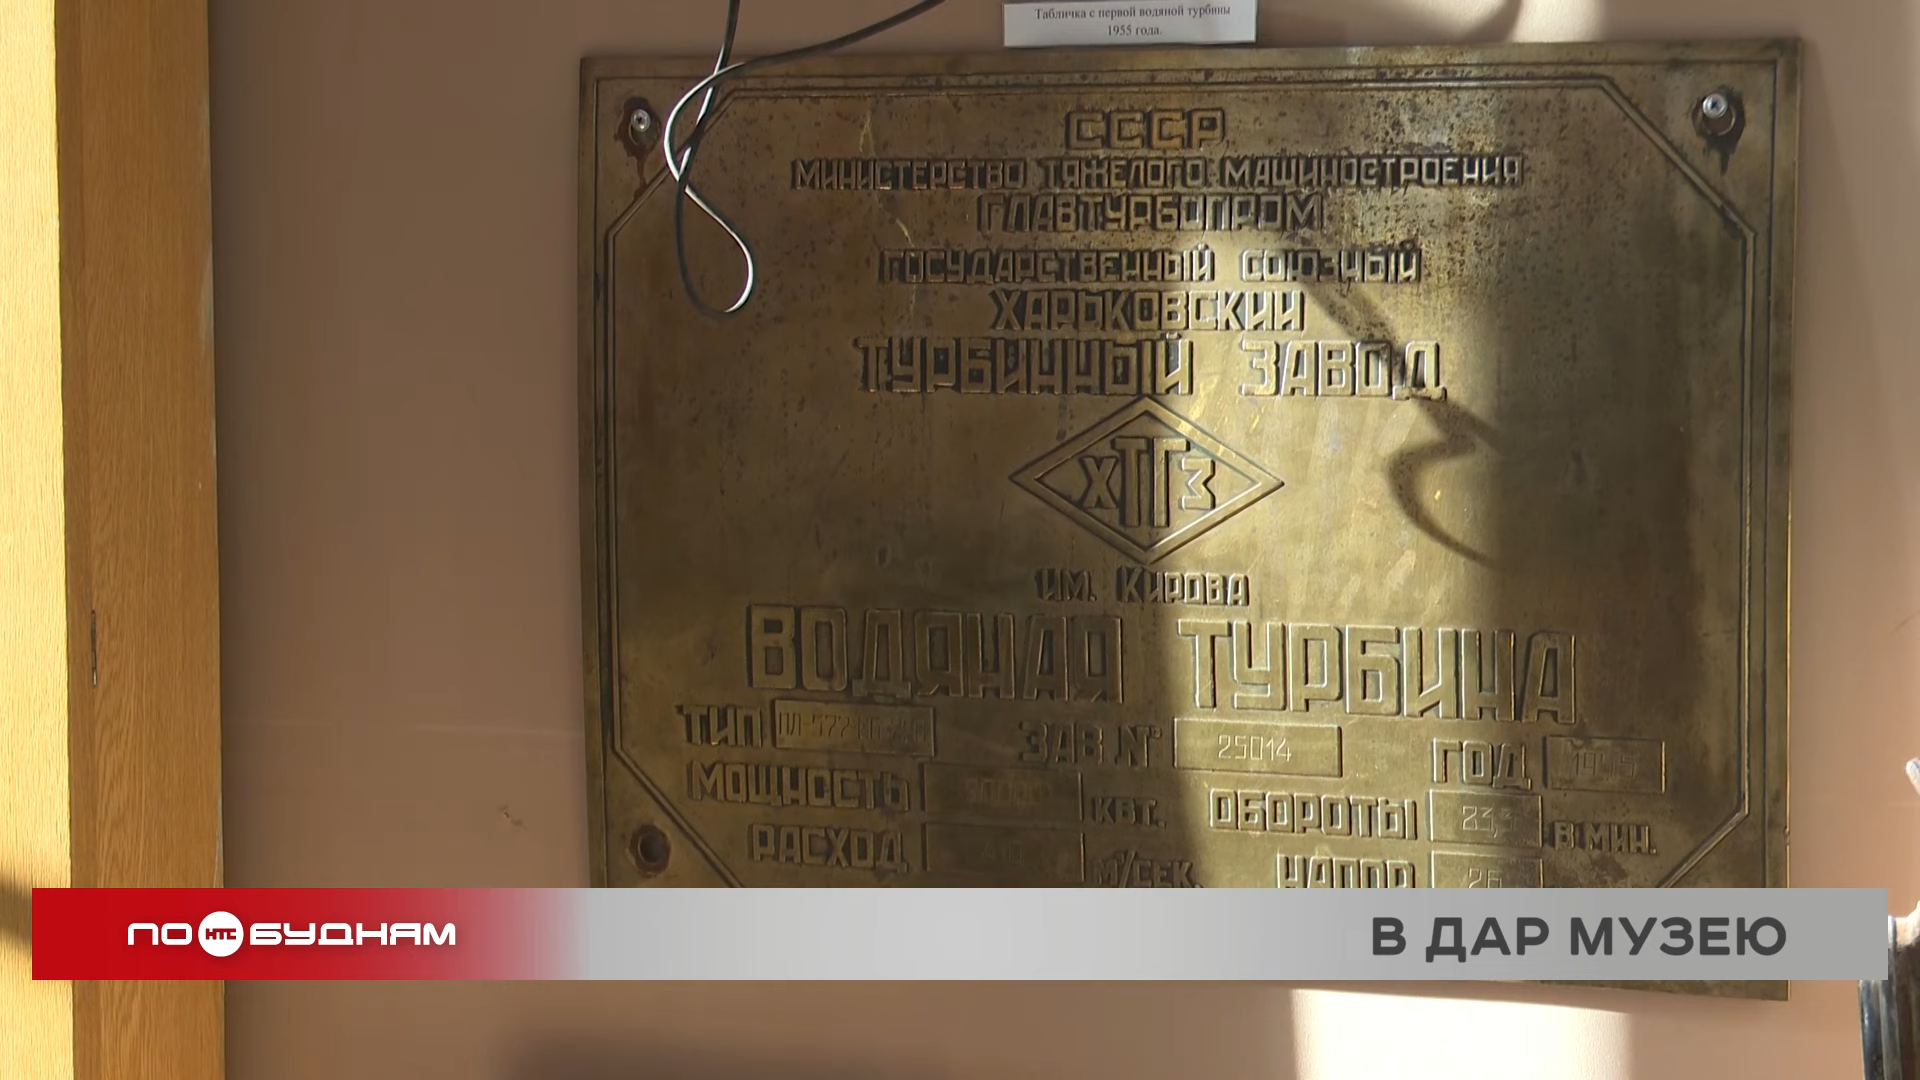 Табличка с первой водяной турбины
1955 года.
СССР
МИНИСТЕРСТВО ТЯЖЕЛОГО МАШИНОСТРОЕНИЯ
ГЛАВТУРБОПРОМ
ГОСУДАРСТВЕННЫЙ СОЮЗНЫЙ
ХАРЬКОВСКИЙ
ТУРБИННЫЙ ЗАВОД
ХТГЗ
ИМ. КИРОВА
ВОДЯНАЯ ТУРБИНА
ТИП ЗАВ № 25014 ГОД
МОЩНОСТЬ КВТ. ОБОРОТЫ В МИН.
РАСХОД М³/СЕК. НАПОР 26
ПО НТС БУДНЯМ
В ДАР МУЗЕЮ